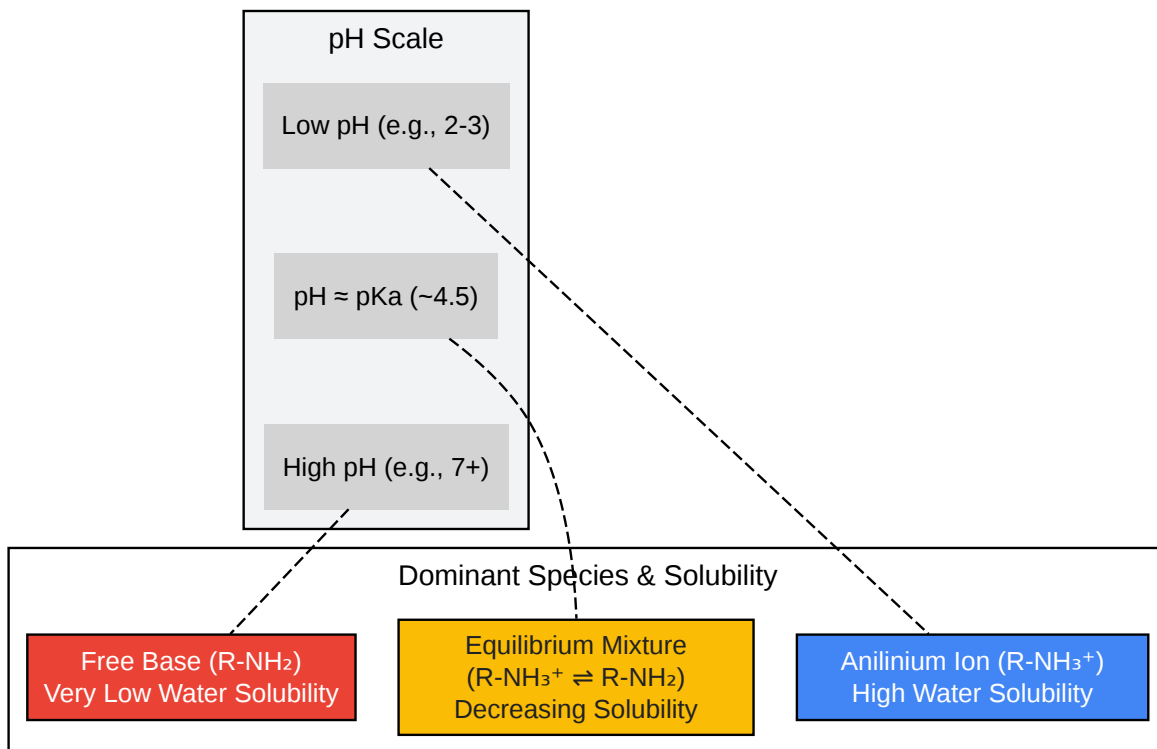 pH Scale
Low pH (e.g., 2-3)
pH ≈ pKa (~4.5)
High pH (e.g., 7+)
Dominant Species & Solubility
Free Base (R-NH₂)
Very Low Water Solubility
Equilibrium Mixture
(R-NH₃⁺ ⇌ R-NH₂)
Decreasing Solubility
Anilinium Ion (R-NH₃⁺)
High Water Solubility